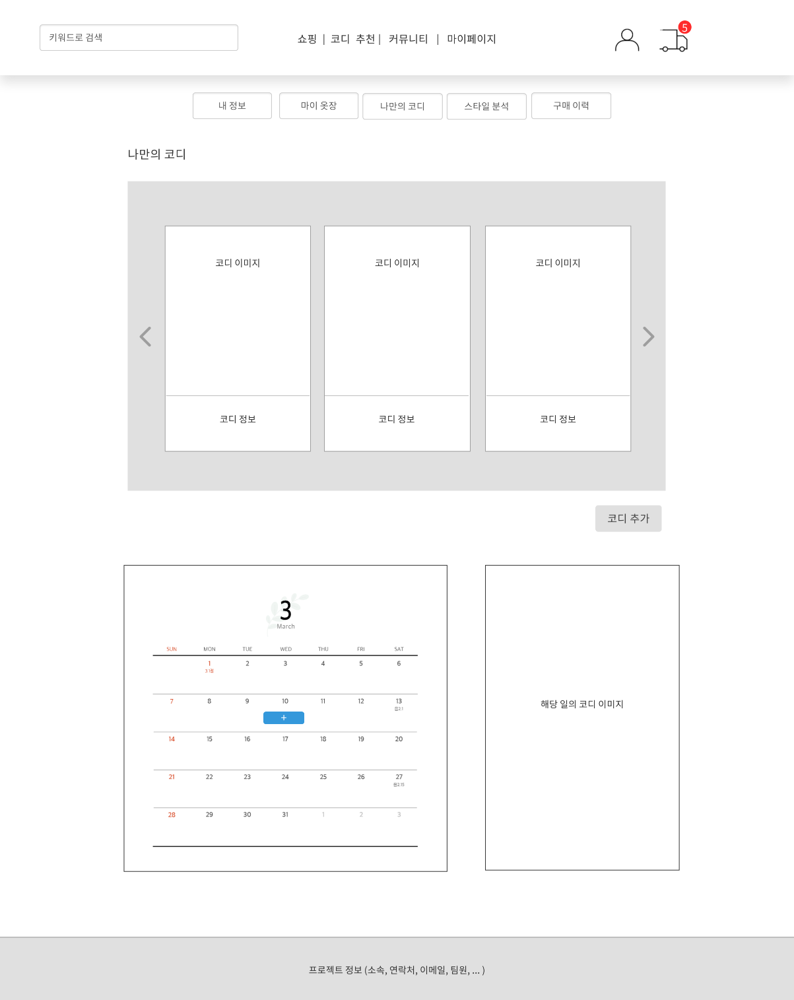 키워드로 검색
쇼핑 | 코디 추천 | 커뮤니티 | 마이페이지
5
내 정보 마이 옷장 나만의 코디 스타일 분석 구매 이력
나만의 코디
코디 이미지 코디 이미지 코디 이미지
코디 정보 코디 정보 코디 정보
코디 추가
3
March
SUN MON TUE WED THU FRI SAT
1 2 3 4 5 6
3.1절
7 8 9 10 11 12 13
음2.1
+
14 15 16 17 18 19 20
21 22 23 24 25 26 27
음2.15
28 29 30 31 1 2 3
해당 일의 코디 이미지
프로젝트 정보 (소속, 연락처, 이메일, 팀원, ... )